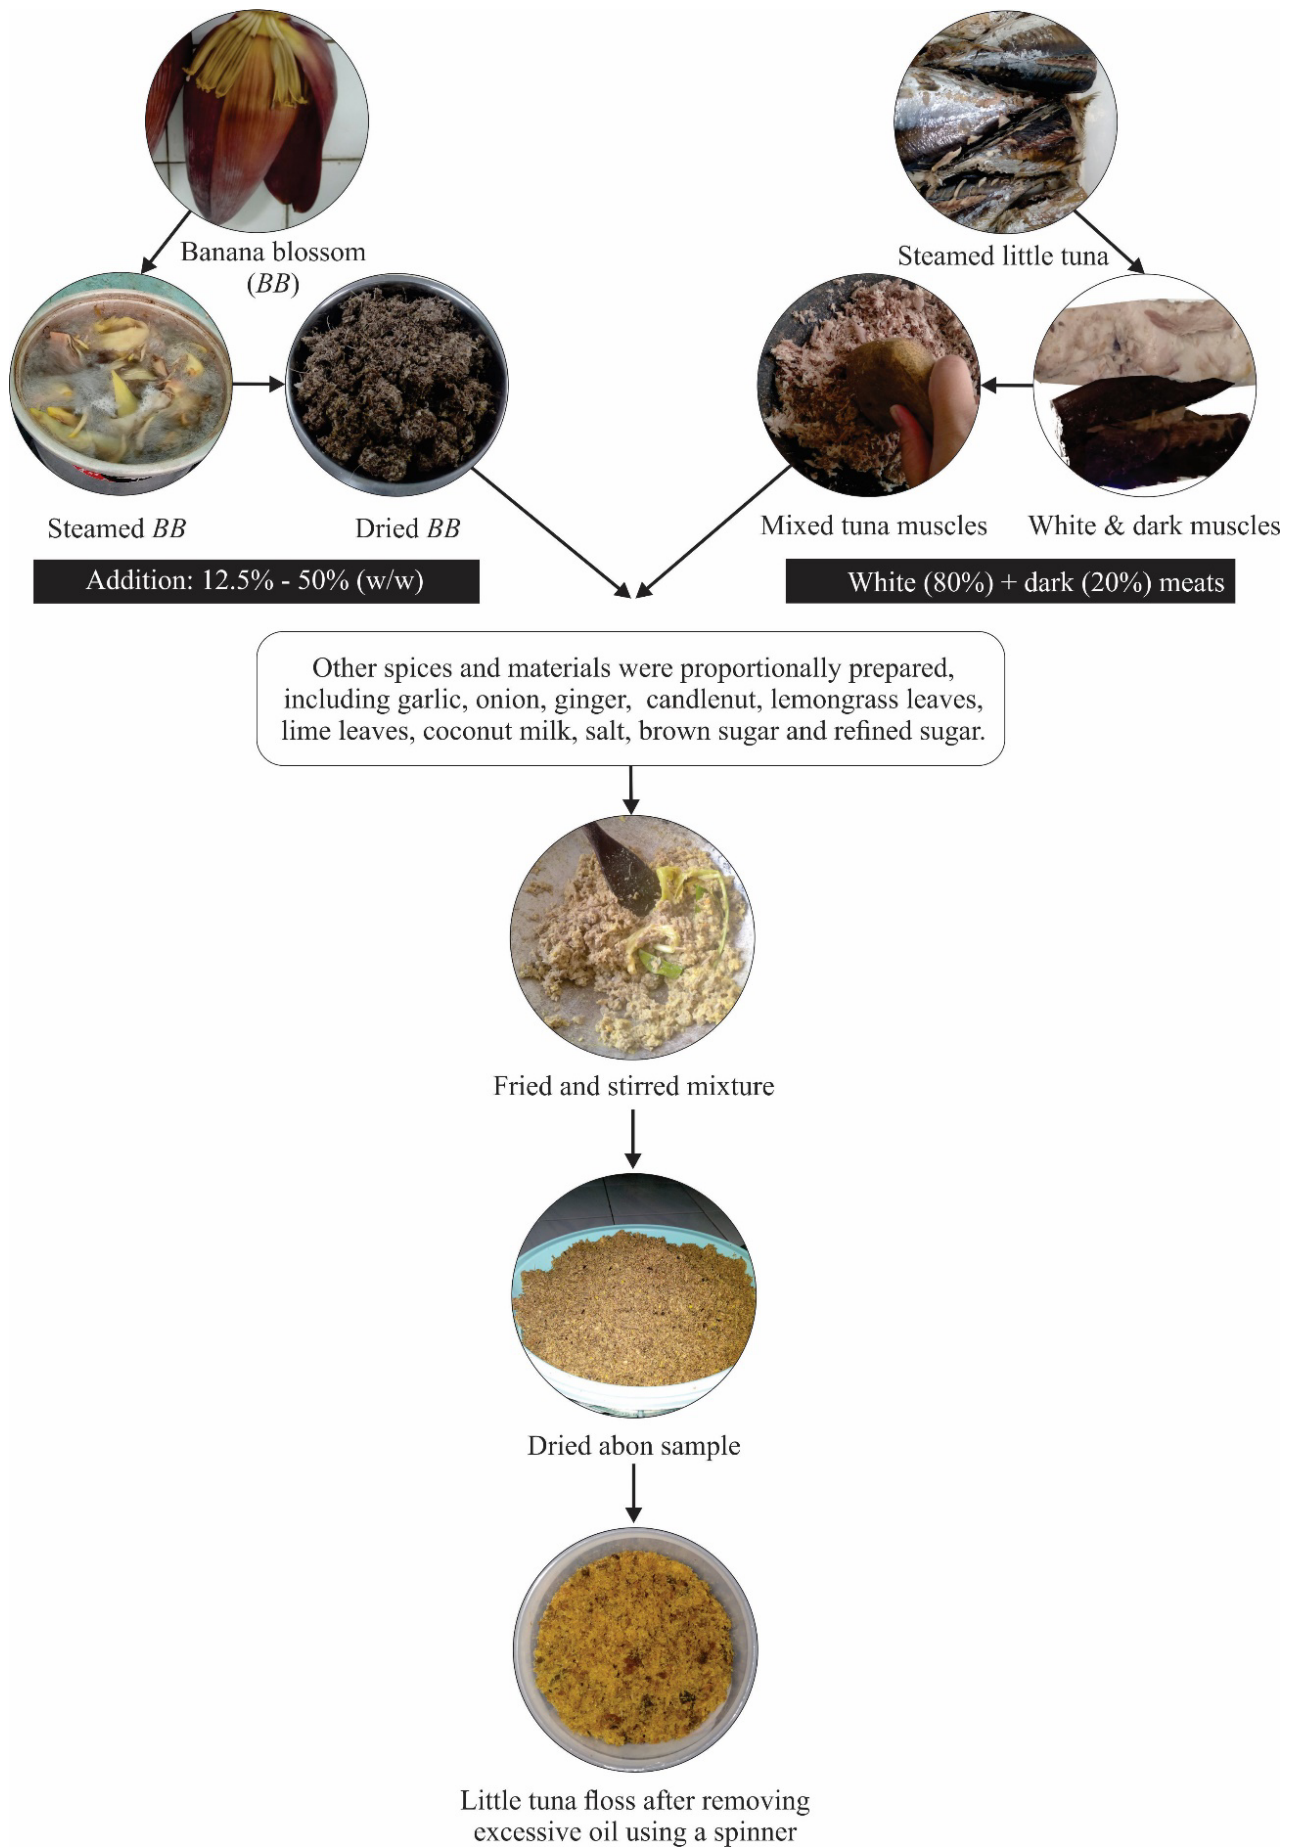 Banana blossom
(BB)
Steamed little tuna
Steamed BB
Dried BB
Mixed tuna muscles
White & dark muscles
Addition: 12.5% - 50% (w/w)
White (80%) + dark (20%) meats
Other spices and materials were proportionally prepared,
including garlic, onion, ginger, candlenut, lemongrass leaves,
lime leaves, coconut milk, salt, brown sugar and refined sugar.
Fried and stirred mixture
Dried abon sample
Little tuna floss after removing
excessive oil using a spinner